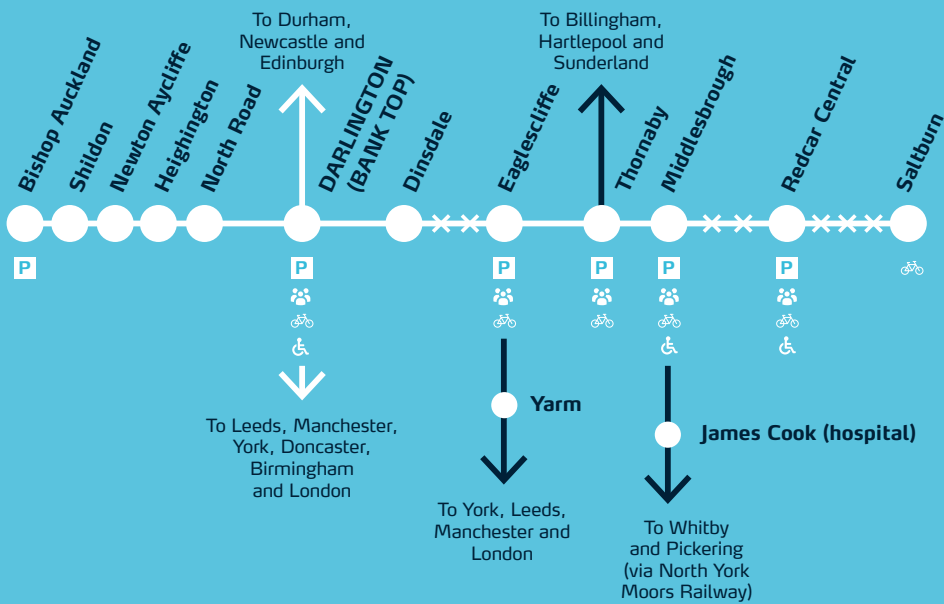 To Durham,
Newcastle and
Edinburgh
To Billingham,
Hartlepool and
Sunderland
Bishop Auckland
Shildon
Newton Aycliffe
Heighington
North Road
DARLINGTON
(BANK TOP)
Dinsdale
Eaglescliffe
Thornaby
Middlesbrough
Redcar Central
Saltburn
P
P
P
P
P
P
Yarm
James Cook (hospital)
To Leeds, Manchester,
York, Doncaster,
Birmingham
and London
To York, Leeds,
Manchester and
London
To Whitby
and Pickering
(via North York
Moors Railway)